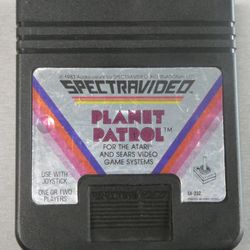 SPECTRAVIDEO
PLANET
PATROL™
FOR THE ATARI
AND SEARS VIDEO
GAME SYSTEMS
USE WITH
JOYSTICK
ONE OR TWO
PLAYERS
SA-202